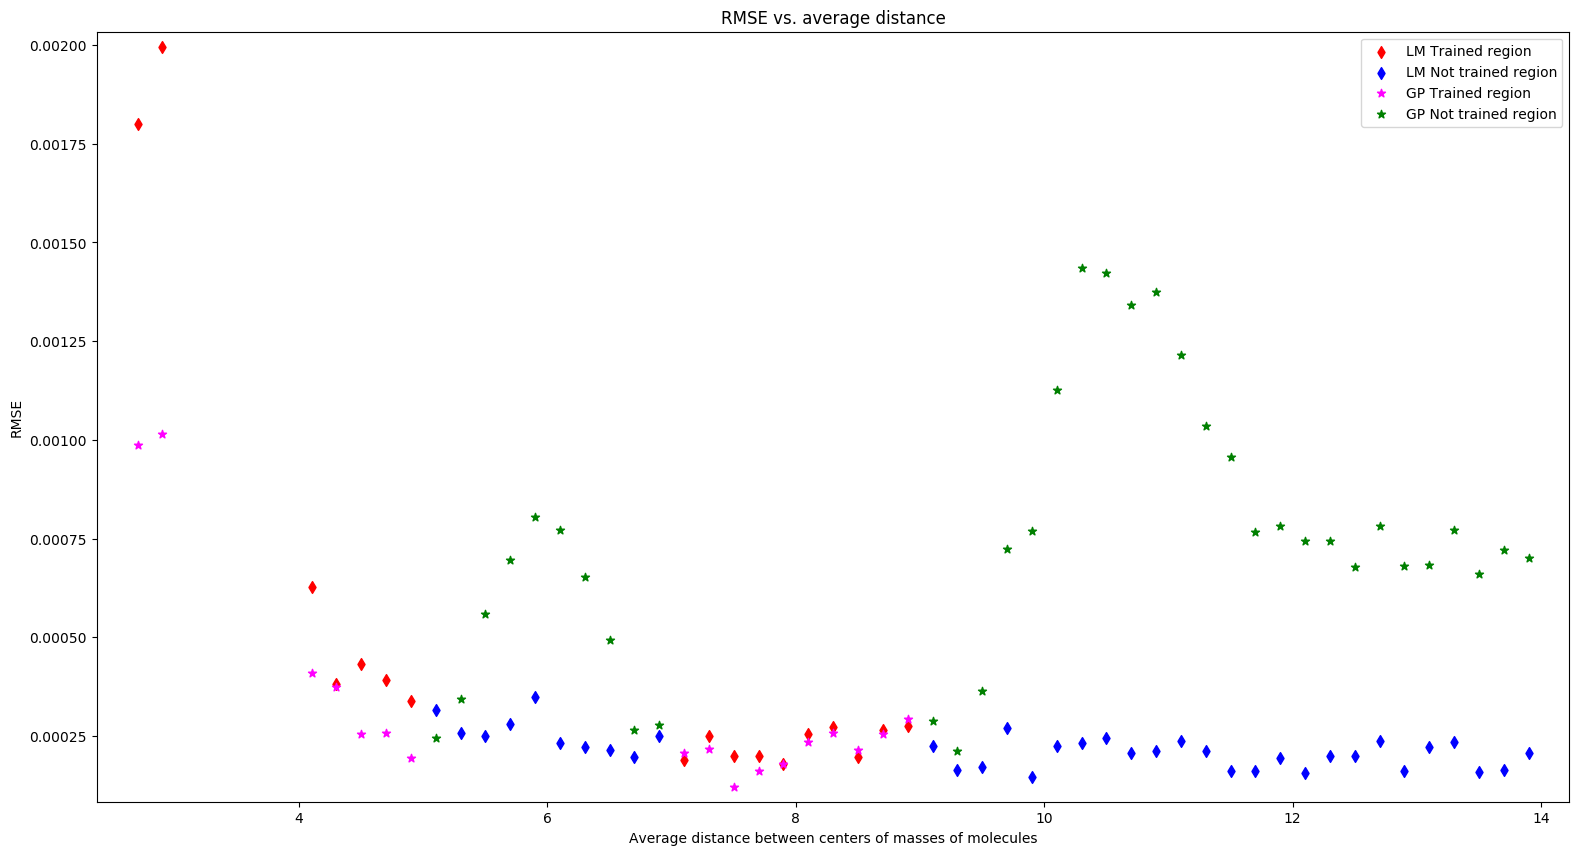 RMSE vs. average distance
LM Trained region
LM Not trained region
GP Trained region
GP Not trained region
0.00200
0.00175
0.00150
0.00125
0.00100
0.00075
0.00050
0.00025
RMSE
4
6
8
10
12
14
Average distance between centers of masses of molecules